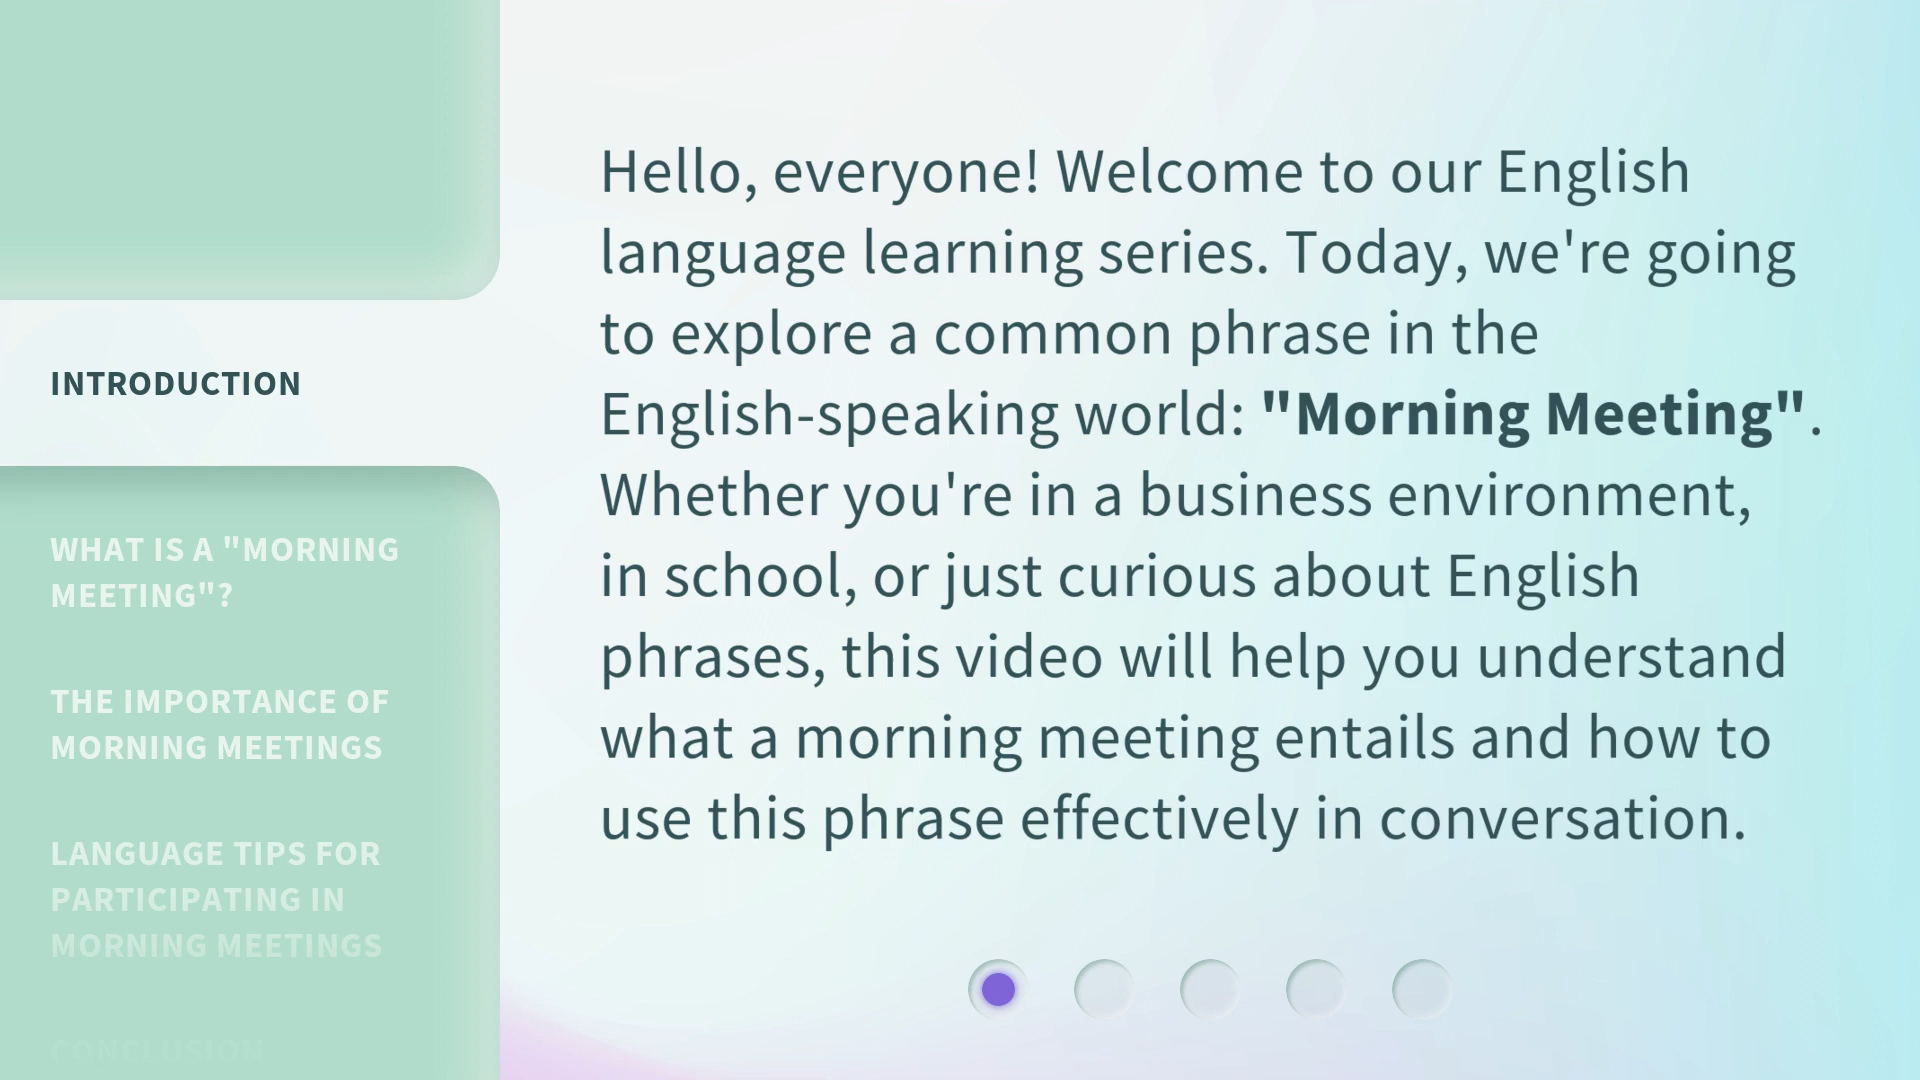 INTRODUCTION
WHAT IS A "MORNING
MEETING"?
THE IMPORTANCE OF
MORNING MEETINGS
LANGUAGE TIPS FOR
PARTICIPATING IN
MORNING MEETINGS
CONCLUSION
Hello, everyone! Welcome to our English
language learning series. Today, we're going
to explore a common phrase in the
English-speaking world: "Morning Meeting".
Whether you're in a business environment,
in school, or just curious about English
phrases, this video will help you understand
what a morning meeting entails and how to
use this phrase effectively in conversation.